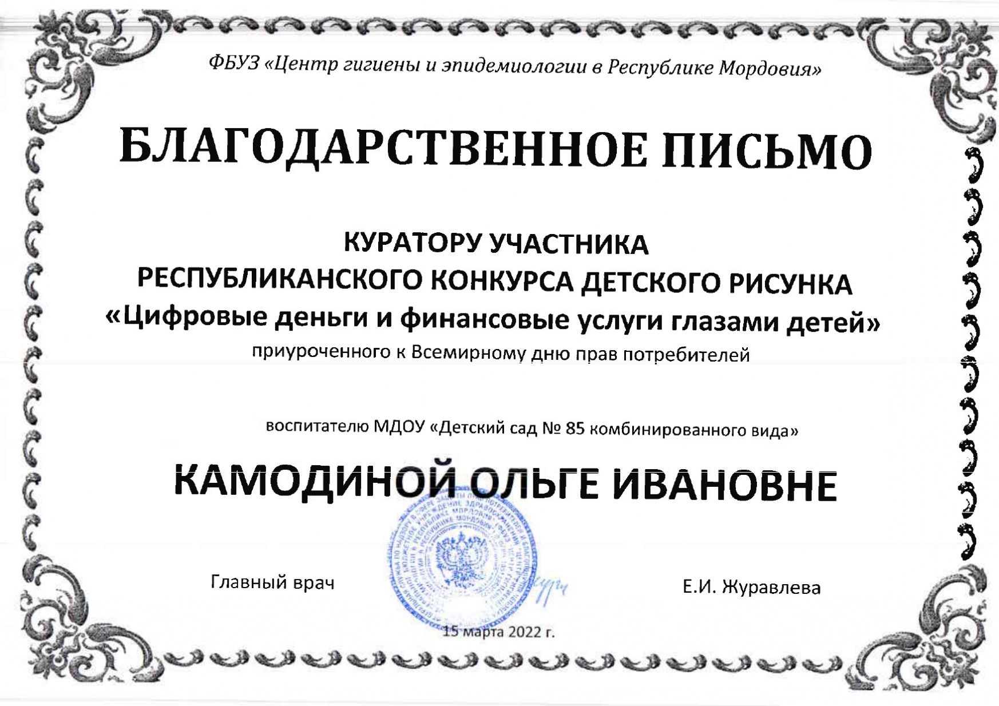 ФБУЗ «Центр гигиены и эпидемиологии в Республике Мордовия»
БЛАГОДАРСТВЕННОЕ ПИСЬМО
КУРАТОРУ УЧАСТНИКА
РЕСПУБЛИКАНСКОГО КОНКУРСА ДЕТСКОГО РИСУНКА
«Цифровые деньги и финансовые услуги глазами детей»
приуроченного к Всемирному дню прав потребителей
воспитателю МДОУ «Детский сад № 85 комбинированного вида»
КАМОДИНОЙ ОЛЬГЕ ИВАНОВНЕ
Главный врач
Е.И. Журавлева
15 марта 2022 г.